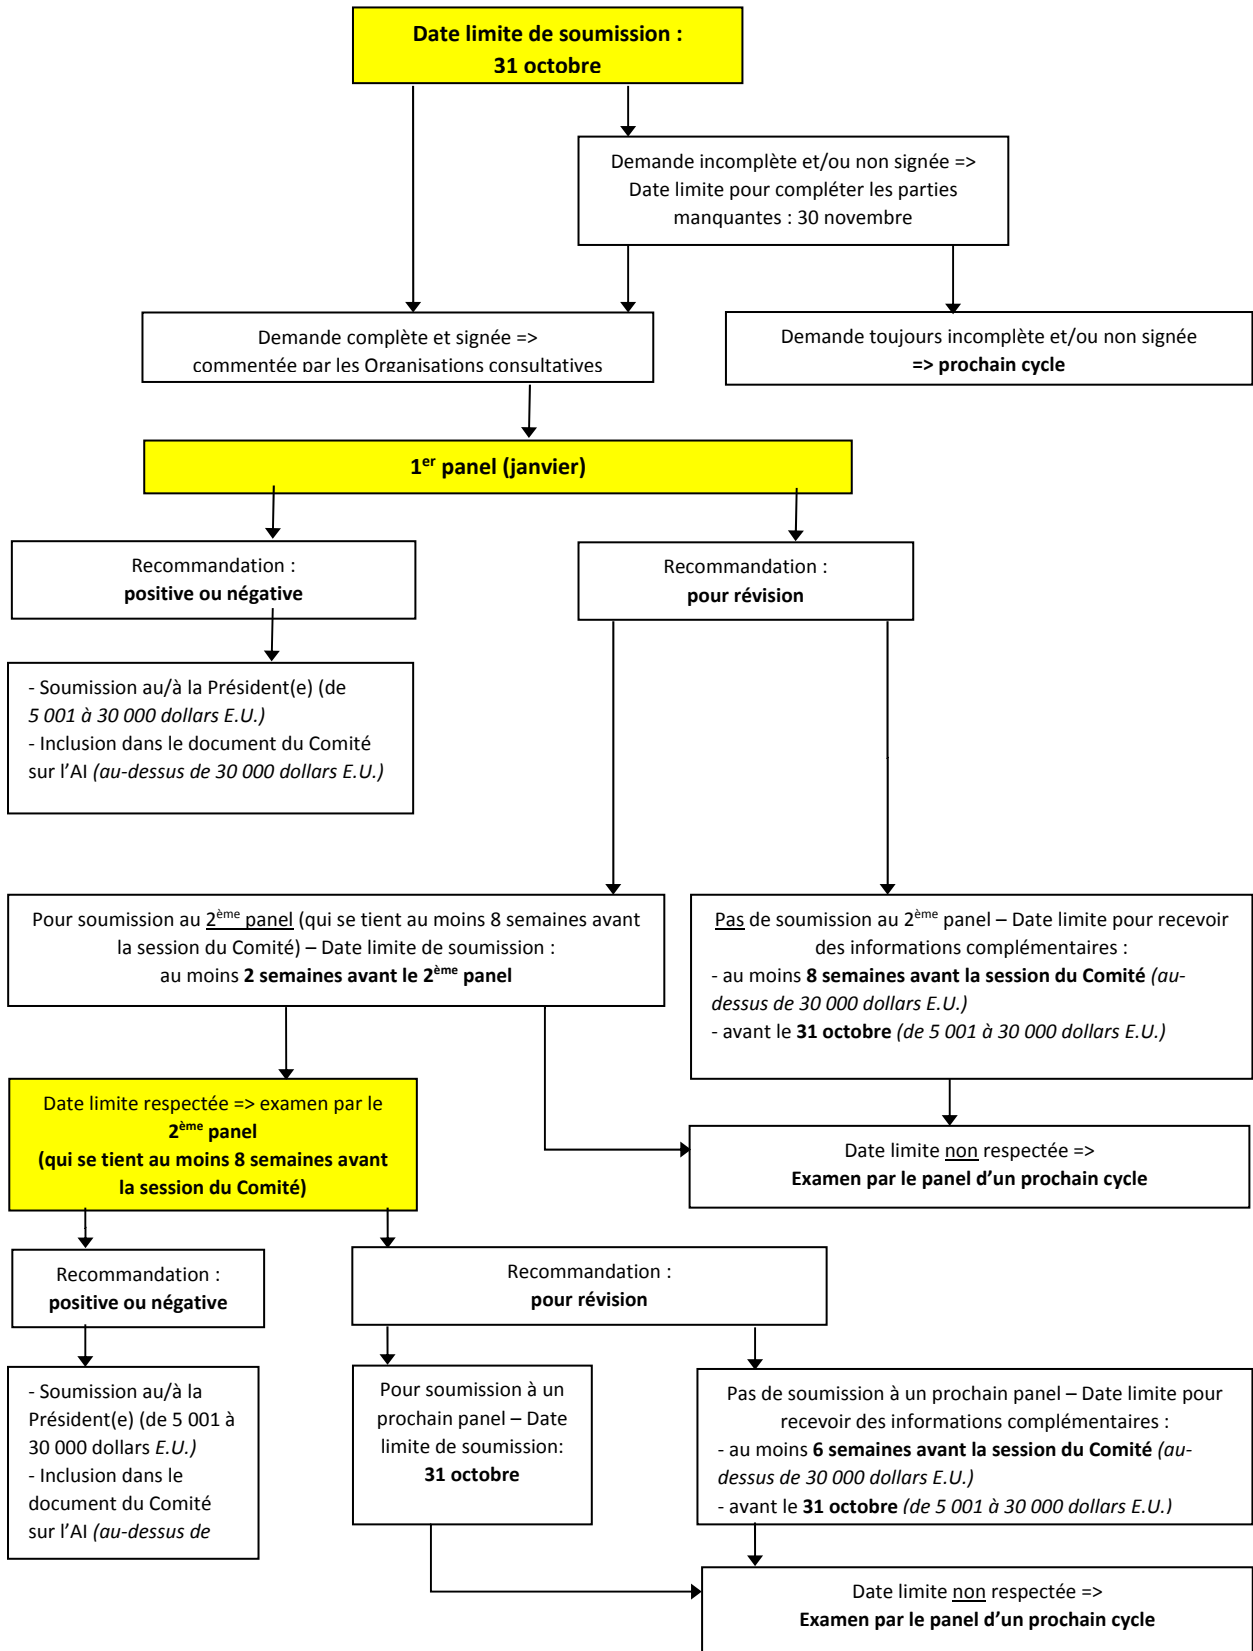 Date limite de soumission :
31 octobre
Demande incomplète et/ou non signée =>
Date limite pour compléter les parties
manquantes : 30 novembre
Demande complète et signée =>
commentée par les Organisations consultatives
Demande toujours incomplète et/ou non signée
=> prochain cycle
1er panel (janvier)
Recommandation :
positive ou négative
Recommandation :
pour révision
- Soumission au/à la Président(e) (de
5 001 à 30 000 dollars E.U.)
- Inclusion dans le document du Comité
sur l'AI (au-dessus de 30 000 dollars E.U.)
Pour soumission au 2ème panel (qui se tient au moins 8 semaines avant
la session du Comité) – Date limite de soumission :
au moins 2 semaines avant le 2ème panel
Pas de soumission au 2ème panel – Date limite pour recevoir
des informations complémentaires :
- au moins 8 semaines avant la session du Comité (au-
dessus de 30 000 dollars E.U.)
- avant le 31 octobre (de 5 001 à 30 000 dollars E.U.)
Date limite respectée => examen par le
2ème panel
(qui se tient au moins 8 semaines avant
la session du Comité)
Date limite non respectée =>
Examen par le panel d'un prochain cycle
Recommandation :
positive ou négative
Recommandation :
pour révision
- Soumission au/à la
Président(e) (de 5 001 à
30 000 dollars E.U.)
- Inclusion dans le
document du Comité
sur l'AI (au-dessus de
Pour soumission à un
prochain panel – Date
limite de soumission:
31 octobre
Pas de soumission à un prochain panel – Date limite pour
recevoir des informations complémentaires :
- au moins 6 semaines avant la session du Comité (au-
dessus de 30 000 dollars E.U.)
- avant le 31 octobre (de 5 001 à 30 000 dollars E.U.)
Date limite non respectée =>
Examen par le panel d'un prochain cycle